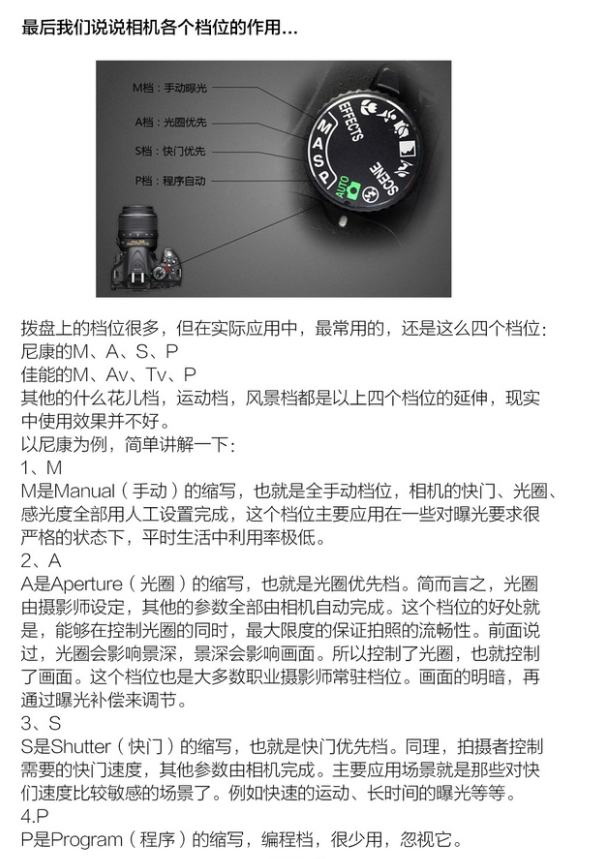 最后我们说说相机各个档位的作用...
M档：手动曝光
A档：光圈优先
S档：快门优先
P档：程序自动
EFFECTS
M
A
S
P
AUTO
SCENE
拨盘上的档位很多，但在实际应用中，最常用的，还是这么四个档位：
尼康的M、A、S、P
佳能的M、Av、Tv、P
其他的什么花儿档，运动档，风景档都是以上四个档位的延伸，现实
中使用效果并不好。
以尼康为例，简单讲解一下：
1、M
M是Manual（手动）的缩写，也就是全手动档位，相机的快门、光圈、
感光度全部用人工设置完成，这个档位主要应用在一些对曝光要求很
严格的状态下，平时生活中利用率极低。
2、A
A是Aperture（光圈）的缩写，也就是光圈优先档。简而言之，光圈
由摄影师设定，其他的参数全部由相机自动完成。这个档位的好处就
是，能够在控制光圈的同时，最大限度的保证拍照的流畅性。前面说
过，光圈会影响景深，景深会影响画面。所以控制了光圈，也就控制
了画面。这个档位也是大多数职业摄影师常驻档位。画面的明暗，再
通过曝光补偿来调节。
3、S
S是Shutter（快门）的缩写，也就是快门优先档。同理，拍摄者控制
需要的快门速度，其他参数由相机完成。主要应用场景就是那些对快
们速度比较敏感的场景了。例如快速的运动、长时间的曝光等等。
4.P
P是Program（程序）的缩写，编程档，很少用，忽视它。